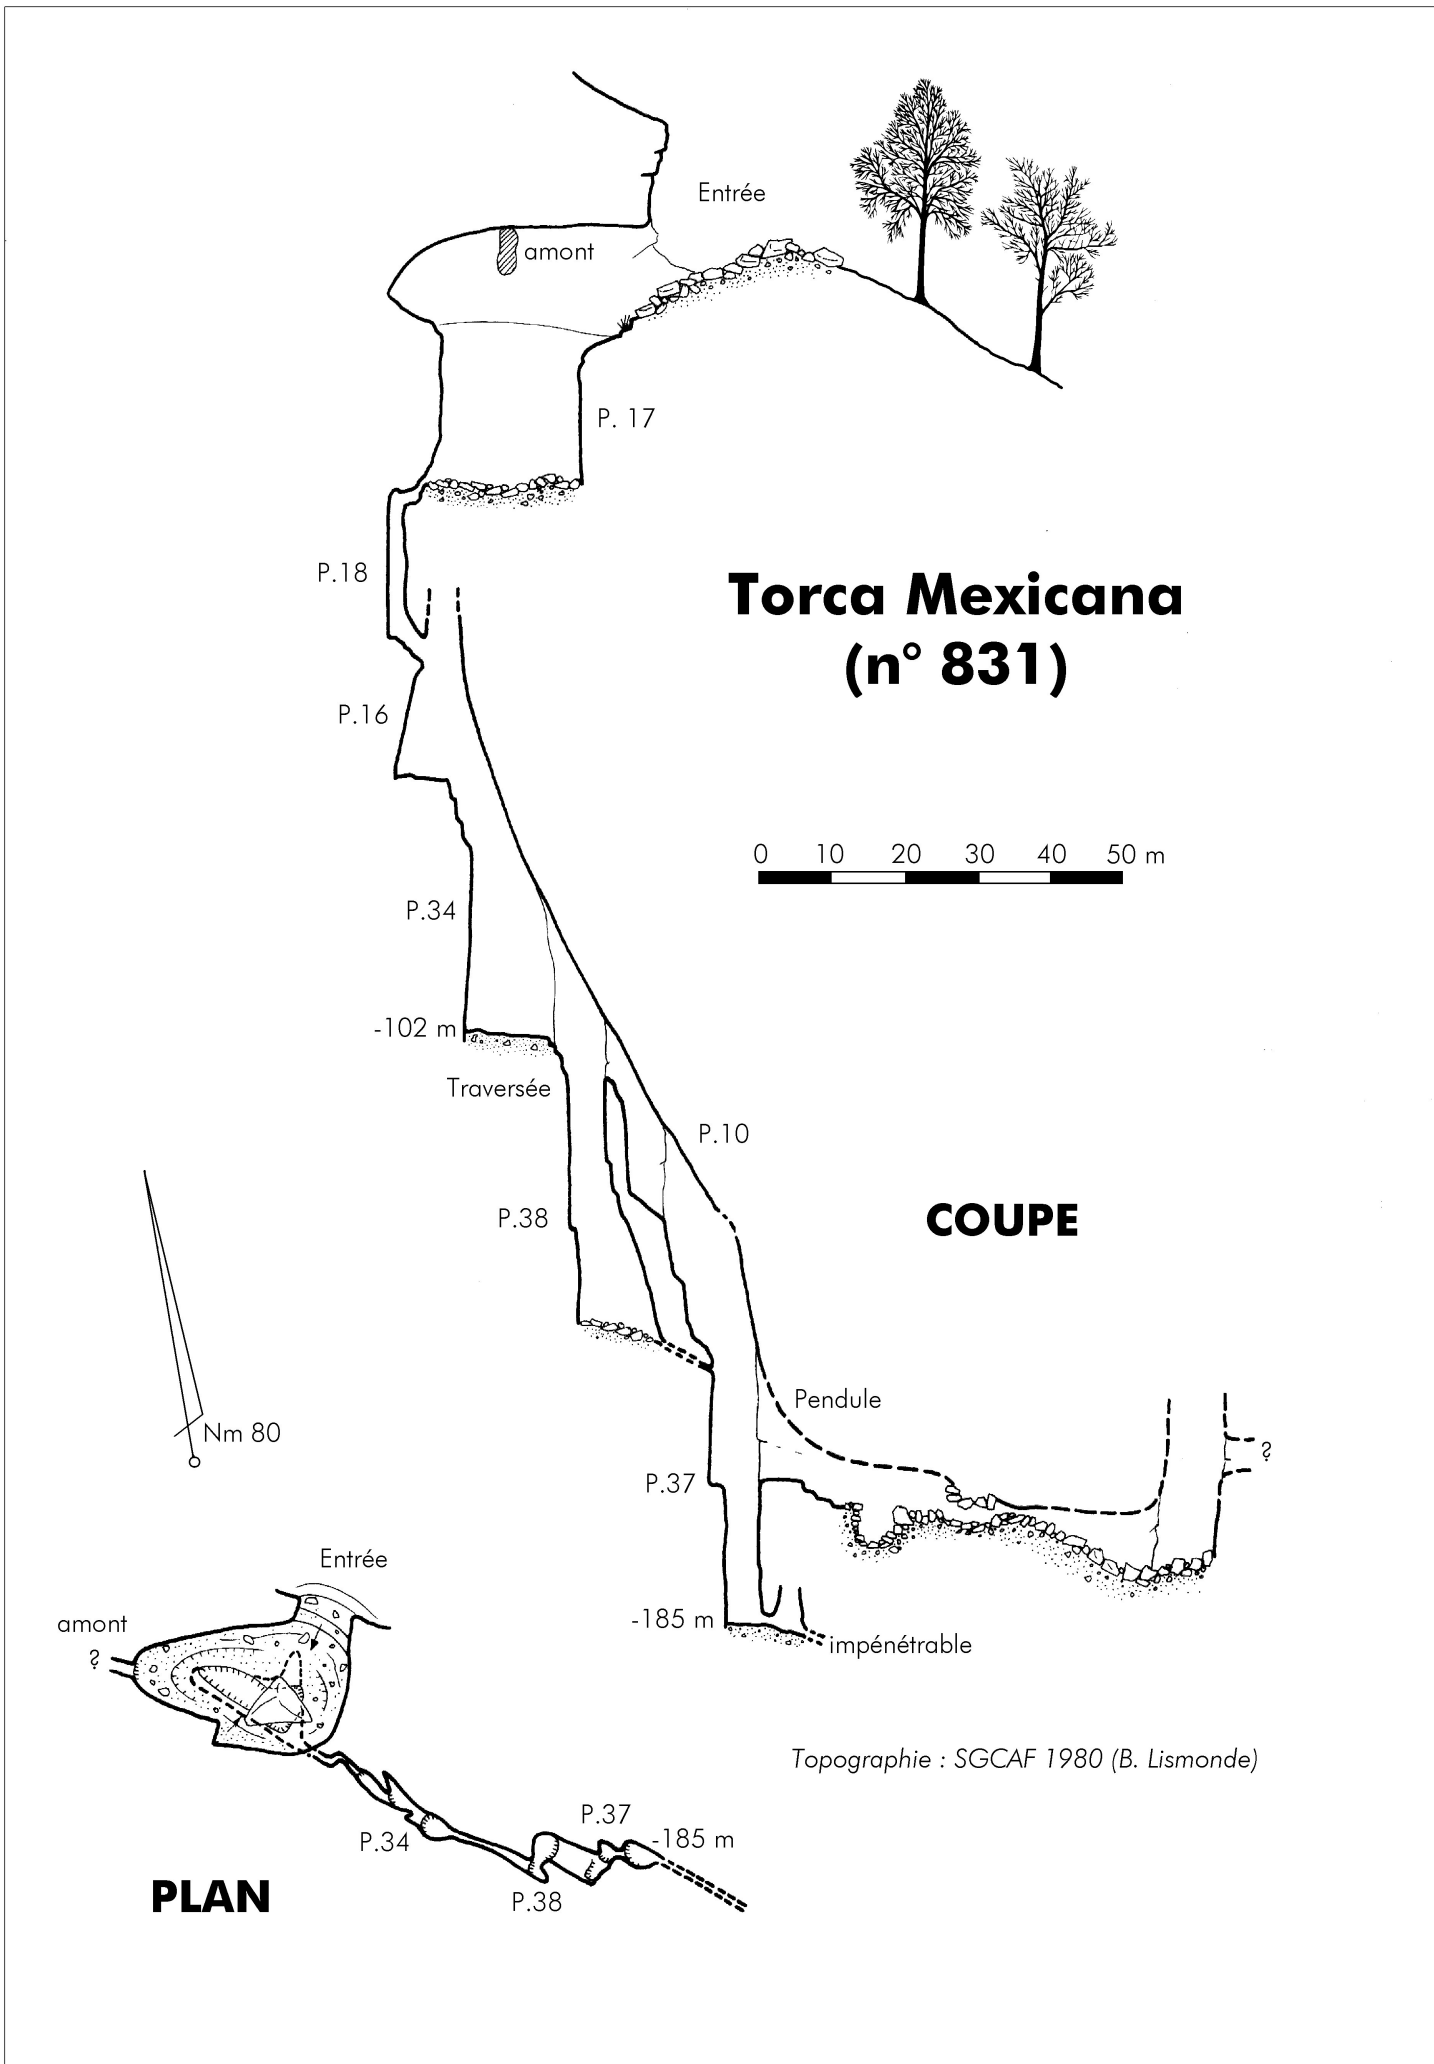 Entrée
amont
P. 17
P.18
Torca Mexicana
(n° 831)
P.16
0 10 20 30 40 50 m
P.34
-102 m
Traversée
P.10
P.38
COUPE
Pendule
Nm 80
?
P.37
Entrée
-185 m
amont
impénétrable
?
Topographie : SGCAF 1980 (B. Lismonde)
P.37
P.34
-185 m
PLAN
P.38